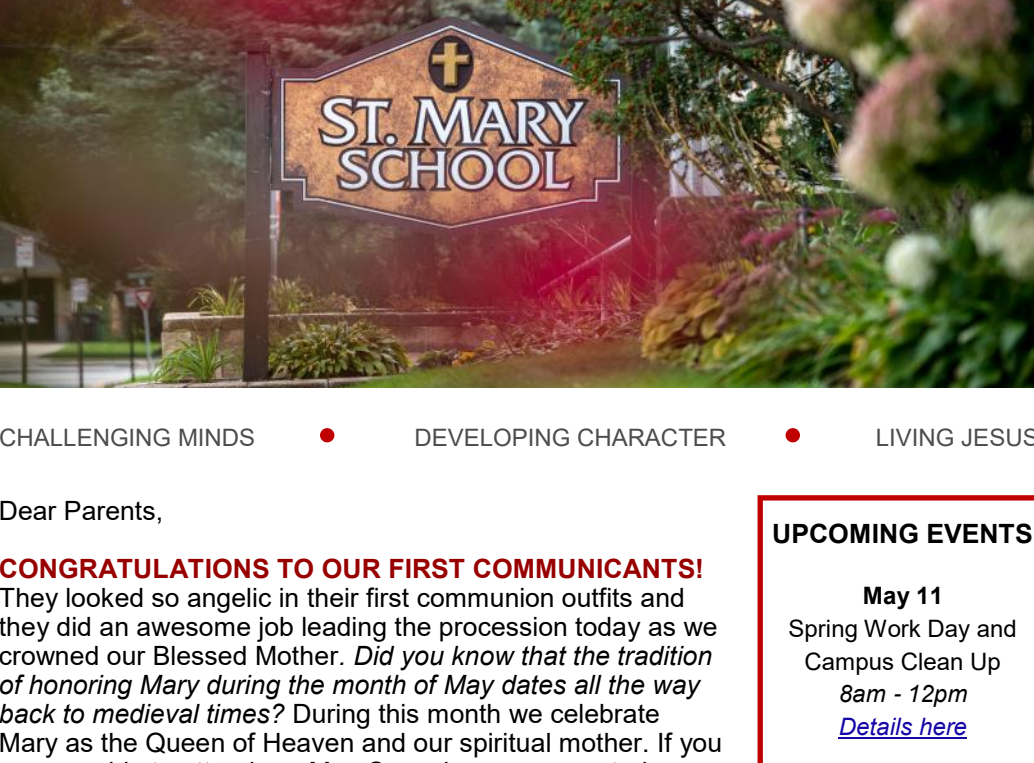 ST. MARY
SCHOOL
CHALLENGING MINDS
DEVELOPING CHARACTER
LIVING JESUS
Dear Parents,
CONGRATULATIONS TO OUR FIRST COMMUNICANTS!
They looked so angelic in their first communion outfits and
they did an awesome job leading the procession today as we
crowned our Blessed Mother. Did you know that the tradition
of honoring Mary during the month of May dates all the way
back to medieval times? During this month we celebrate
Mary as the Queen of Heaven and our spiritual mother. If you
UPCOMING EVENTS
May 11
Spring Work Day and
Campus Clean Up
8am - 12pm
Details here